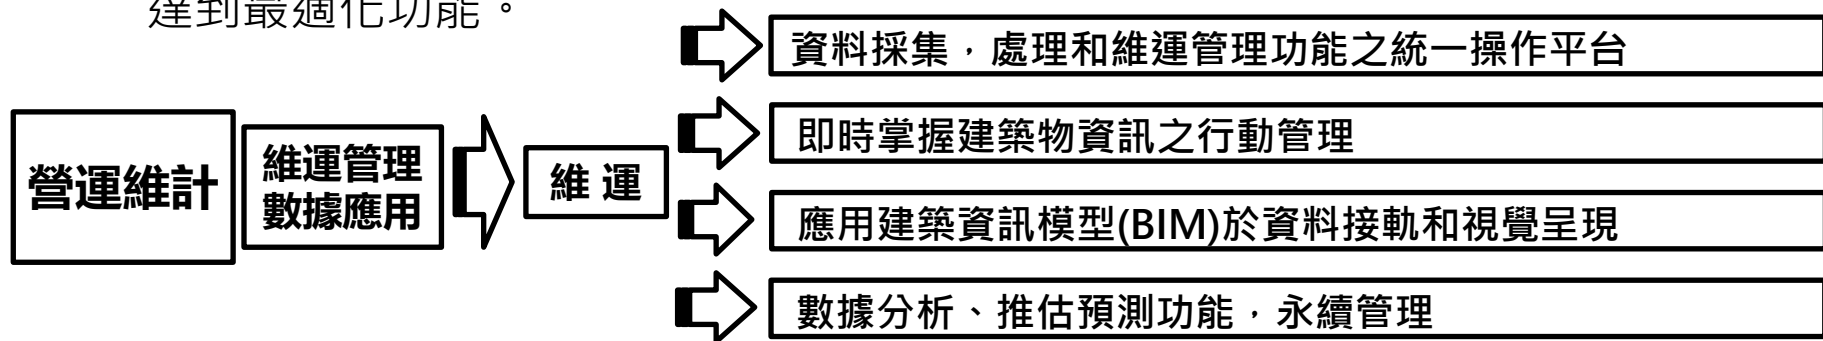 達到最適化功能。
營運維計
維運管理
數據應用
維 運
資料採集，處理和維運管理功能之統一操作平台
即時掌握建築物資訊之行動管理
應用建築資訊模型(BIM)於資料接軌和視覺呈現
數據分析、推估預測功能，永續管理